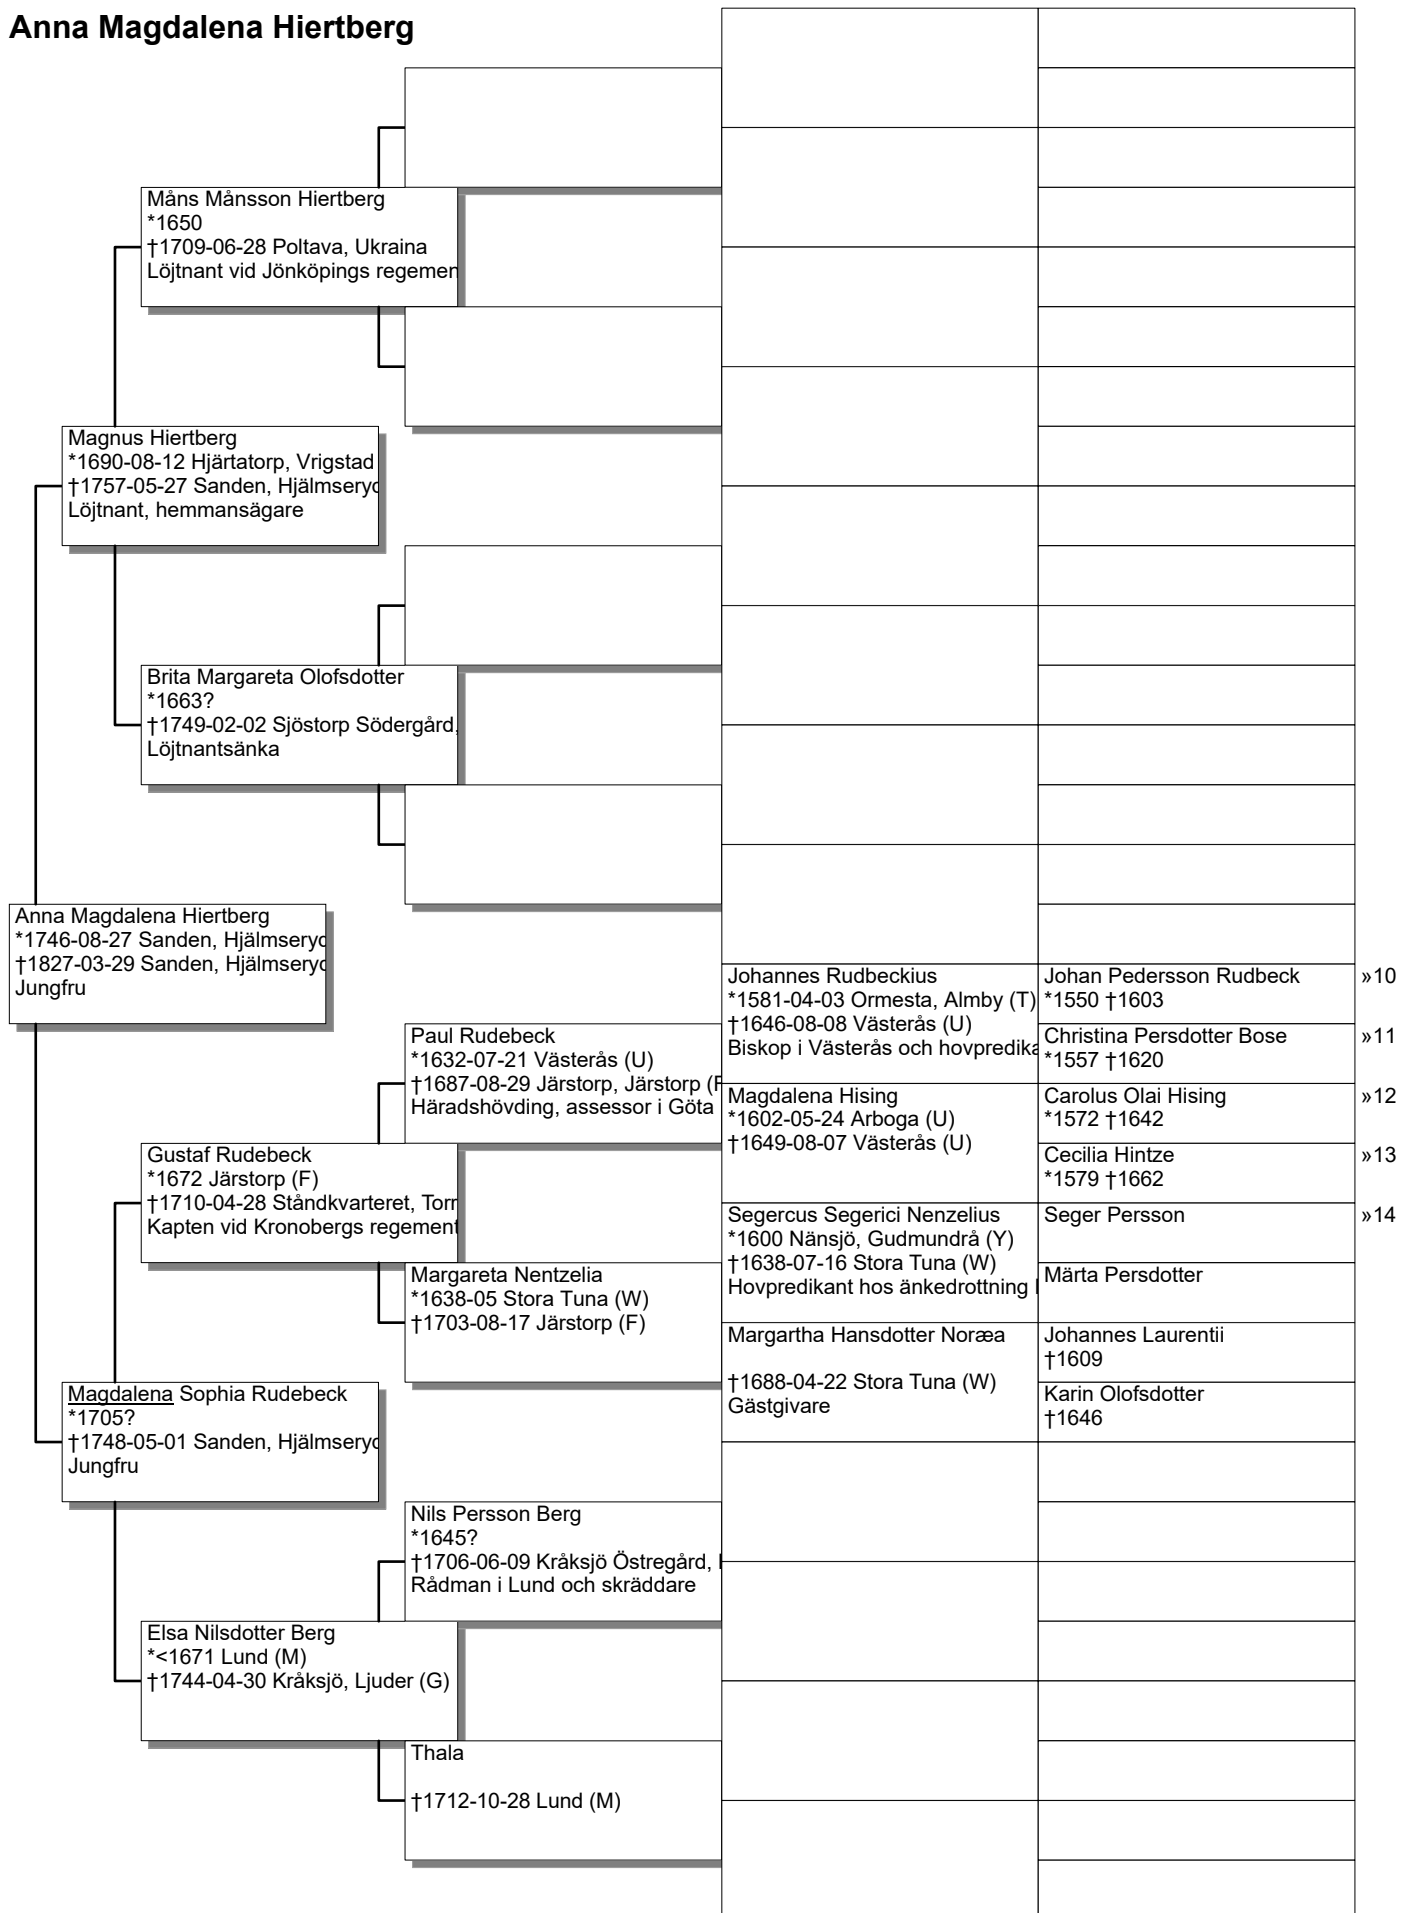 Anna Magdalena Hiertberg
Måns Månsson Hiertberg
*1650
†1709-06-28 Poltava, Ukraina
Löjtnant vid Jönköpings regemen
Magnus Hiertberg
*1690-08-12 Hjärtatorp, Vrigstad
†1757-05-27 Sanden, Hjälmseryd
Löjtnant, hemmansägare
Brita Margareta Olofsdotter
*1663?
†1749-02-02 Sjöstorp Södergård,
Löjtnantsänka
Anna Magdalena Hiertberg
*1746-08-27 Sanden, Hjälmseryd
†1827-03-29 Sanden, Hjälmseryd
Jungfru
Johannes Rudbeckius
*1581-04-03 Ormesta, Almby (T)
†1646-08-08 Västerås (U)
Biskop i Västerås och hovpredika
Johan Pedersson Rudbeck
*1550 †1603
»10
Christina Persdotter Bose
*1557 †1620
»11
Paul Rudebeck
*1632-07-21 Västerås (U)
†1687-08-29 Järstorp, Järstorp (F
Häradshövding, assessor i Göta
Magdalena Hising
*1602-05-24 Arboga (U)
†1649-08-07 Västerås (U)
Carolus Olai Hising
*1572 †1642
»12
Cecilia Hintze
*1579 †1662
»13
Gustaf Rudebeck
*1672 Järstorp (F)
†1710-04-28 Ståndkvarteret, Torr
Kapten vid Kronobergs regement
Segercus Segerici Nenzelius
*1600 Nänsjö, Gudmundrå (Y)
†1638-07-16 Stora Tuna (W)
Hovpredikant hos änkedrottning
Seger Persson
»14
Märta Persdotter
Margareta Nentzelia
*1638-05 Stora Tuna (W)
†1703-08-17 Järstorp (F)
Margartha Hansdotter Noræa
†1688-04-22 Stora Tuna (W)
Gästgivare
Johannes Laurentii
†1609
Karin Olofsdotter
†1646
Magdalena Sophia Rudebeck
*1705?
†1748-05-01 Sanden, Hjälmseryd
Jungfru
Nils Persson Berg
*1645?
†1706-06-09 Kråksjö Östregård,
Rådman i Lund och skräddare
Elsa Nilsdotter Berg
*<1671 Lund (M)
†1744-04-30 Kråksjö, Ljuder (G)
Thala
†1712-10-28 Lund (M)